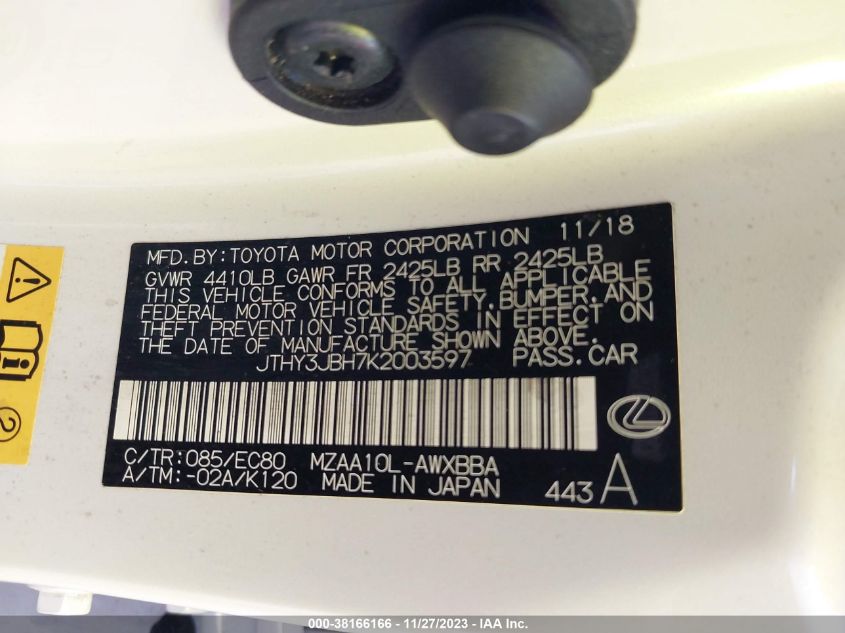 MFD. BY: TOYOTA MOTOR CORPORATION 11/18
GVWR 4410LB GAWR FR 2425LB RR 2425LB
THIS VEHICLE CONFORMS TO ALL APPLICABLE
FEDERAL MOTOR VEHICLE SAFETY, BUMPER, AND
THEFT PREVENTION STANDARDS IN EFFECT ON
THE DATE OF MANUFACTURE SHOWN ABOVE.
JTHY3JBH7K2003597 PASS. CAR
C/TR: 085/EC80 MZAA10L-AWXBBA
A/TM: -02A/K120 MADE IN JAPAN 443 A
2
000-38166166 - 11/27/2023 - IAA Inc.